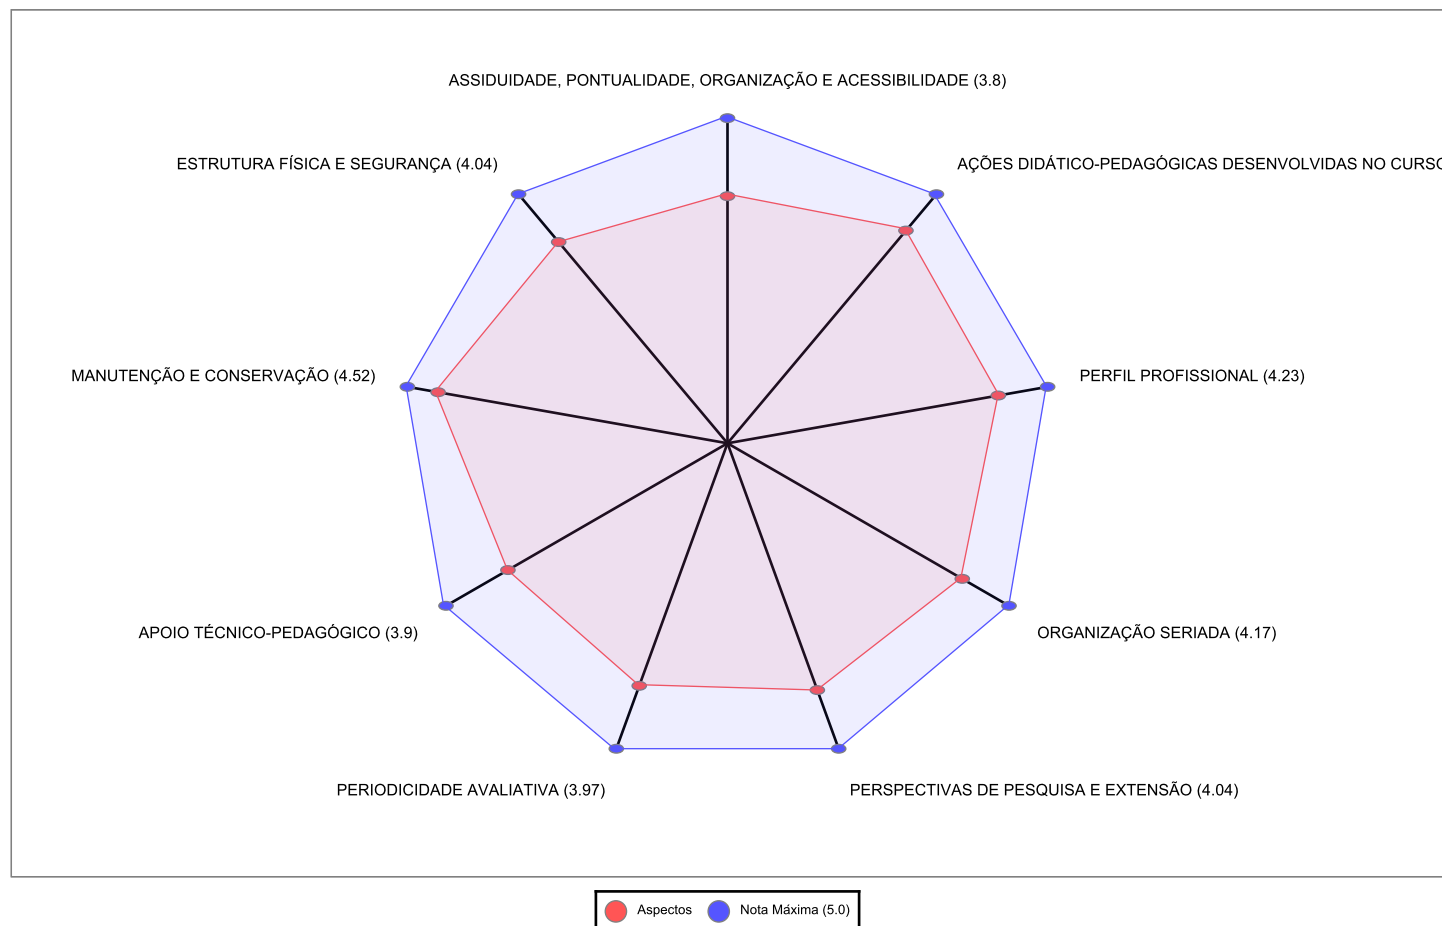 ASSIDUIDADE, PONTUALIDADE, ORGANIZAÇÃO E ACESSIBILIDADE (3.8)
ESTRUTURA FÍSICA E SEGURANÇA (4.04)
AÇÕES DIDÁTICO-PEDAGÓGICAS DESENVOLVIDAS NO CURSO
MANUTENÇÃO E CONSERVAÇÃO (4.52)
PERFIL PROFISSIONAL (4.23)
APOIO TÉCNICO-PEDAGÓGICO (3.9)
ORGANIZAÇÃO SERIADA (4.17)
PERIODICIDADE AVALIATIVA (3.97)
PERSPECTIVAS DE PESQUISA E EXTENSÃO (4.04)
Aspectos
Nota Máxima (5.0)